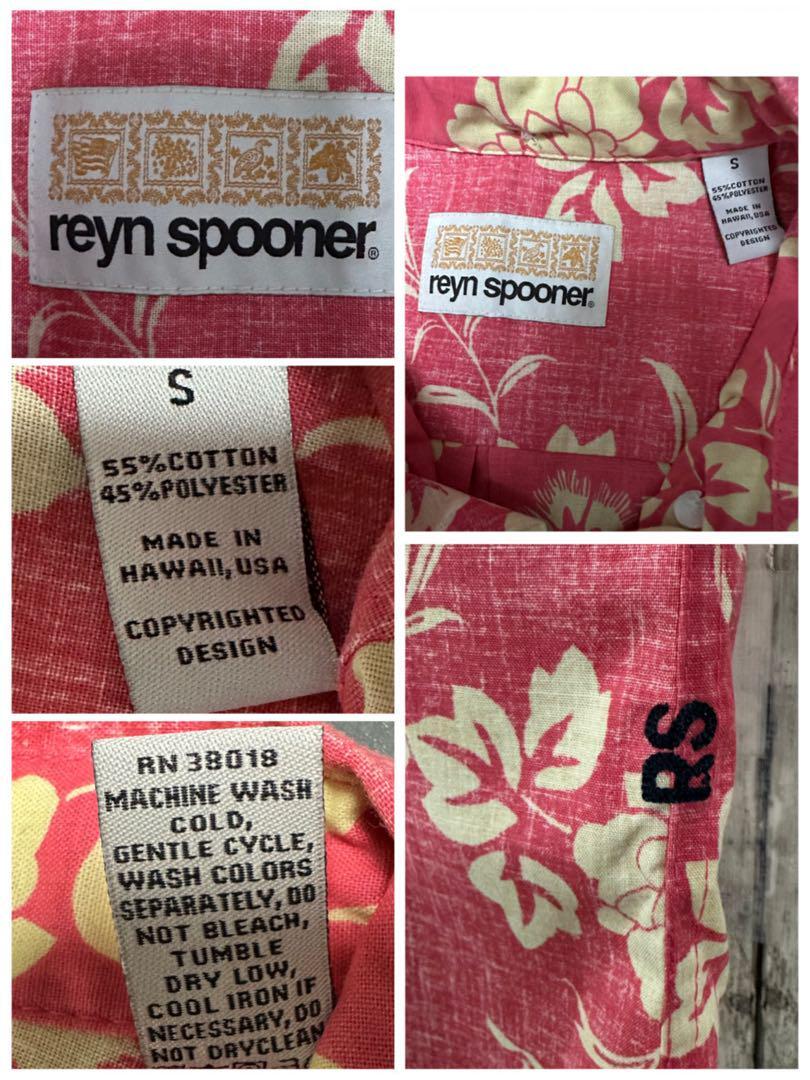 reyn spooner®
S
55%COTTON
45%POLYESTER
MADE IN
HAWAII, USA
COPYRIGHTED
DESIGN
RN 38018
MACHINE WASH
COLD,
GENTLE CYCLE,
WASH COLORS
SEPARATELY, DO
NOT BLEACH,
TUMBLE
DRY LOW,
COOL IRON IF
NECESSARY, DO
NOT DRYCLEAN
S
55%COTTON
45%POLYESTER
MADE IN
HAWAII, USA
COPYRIGHTED
DESIGN
reyn spooner®
RS